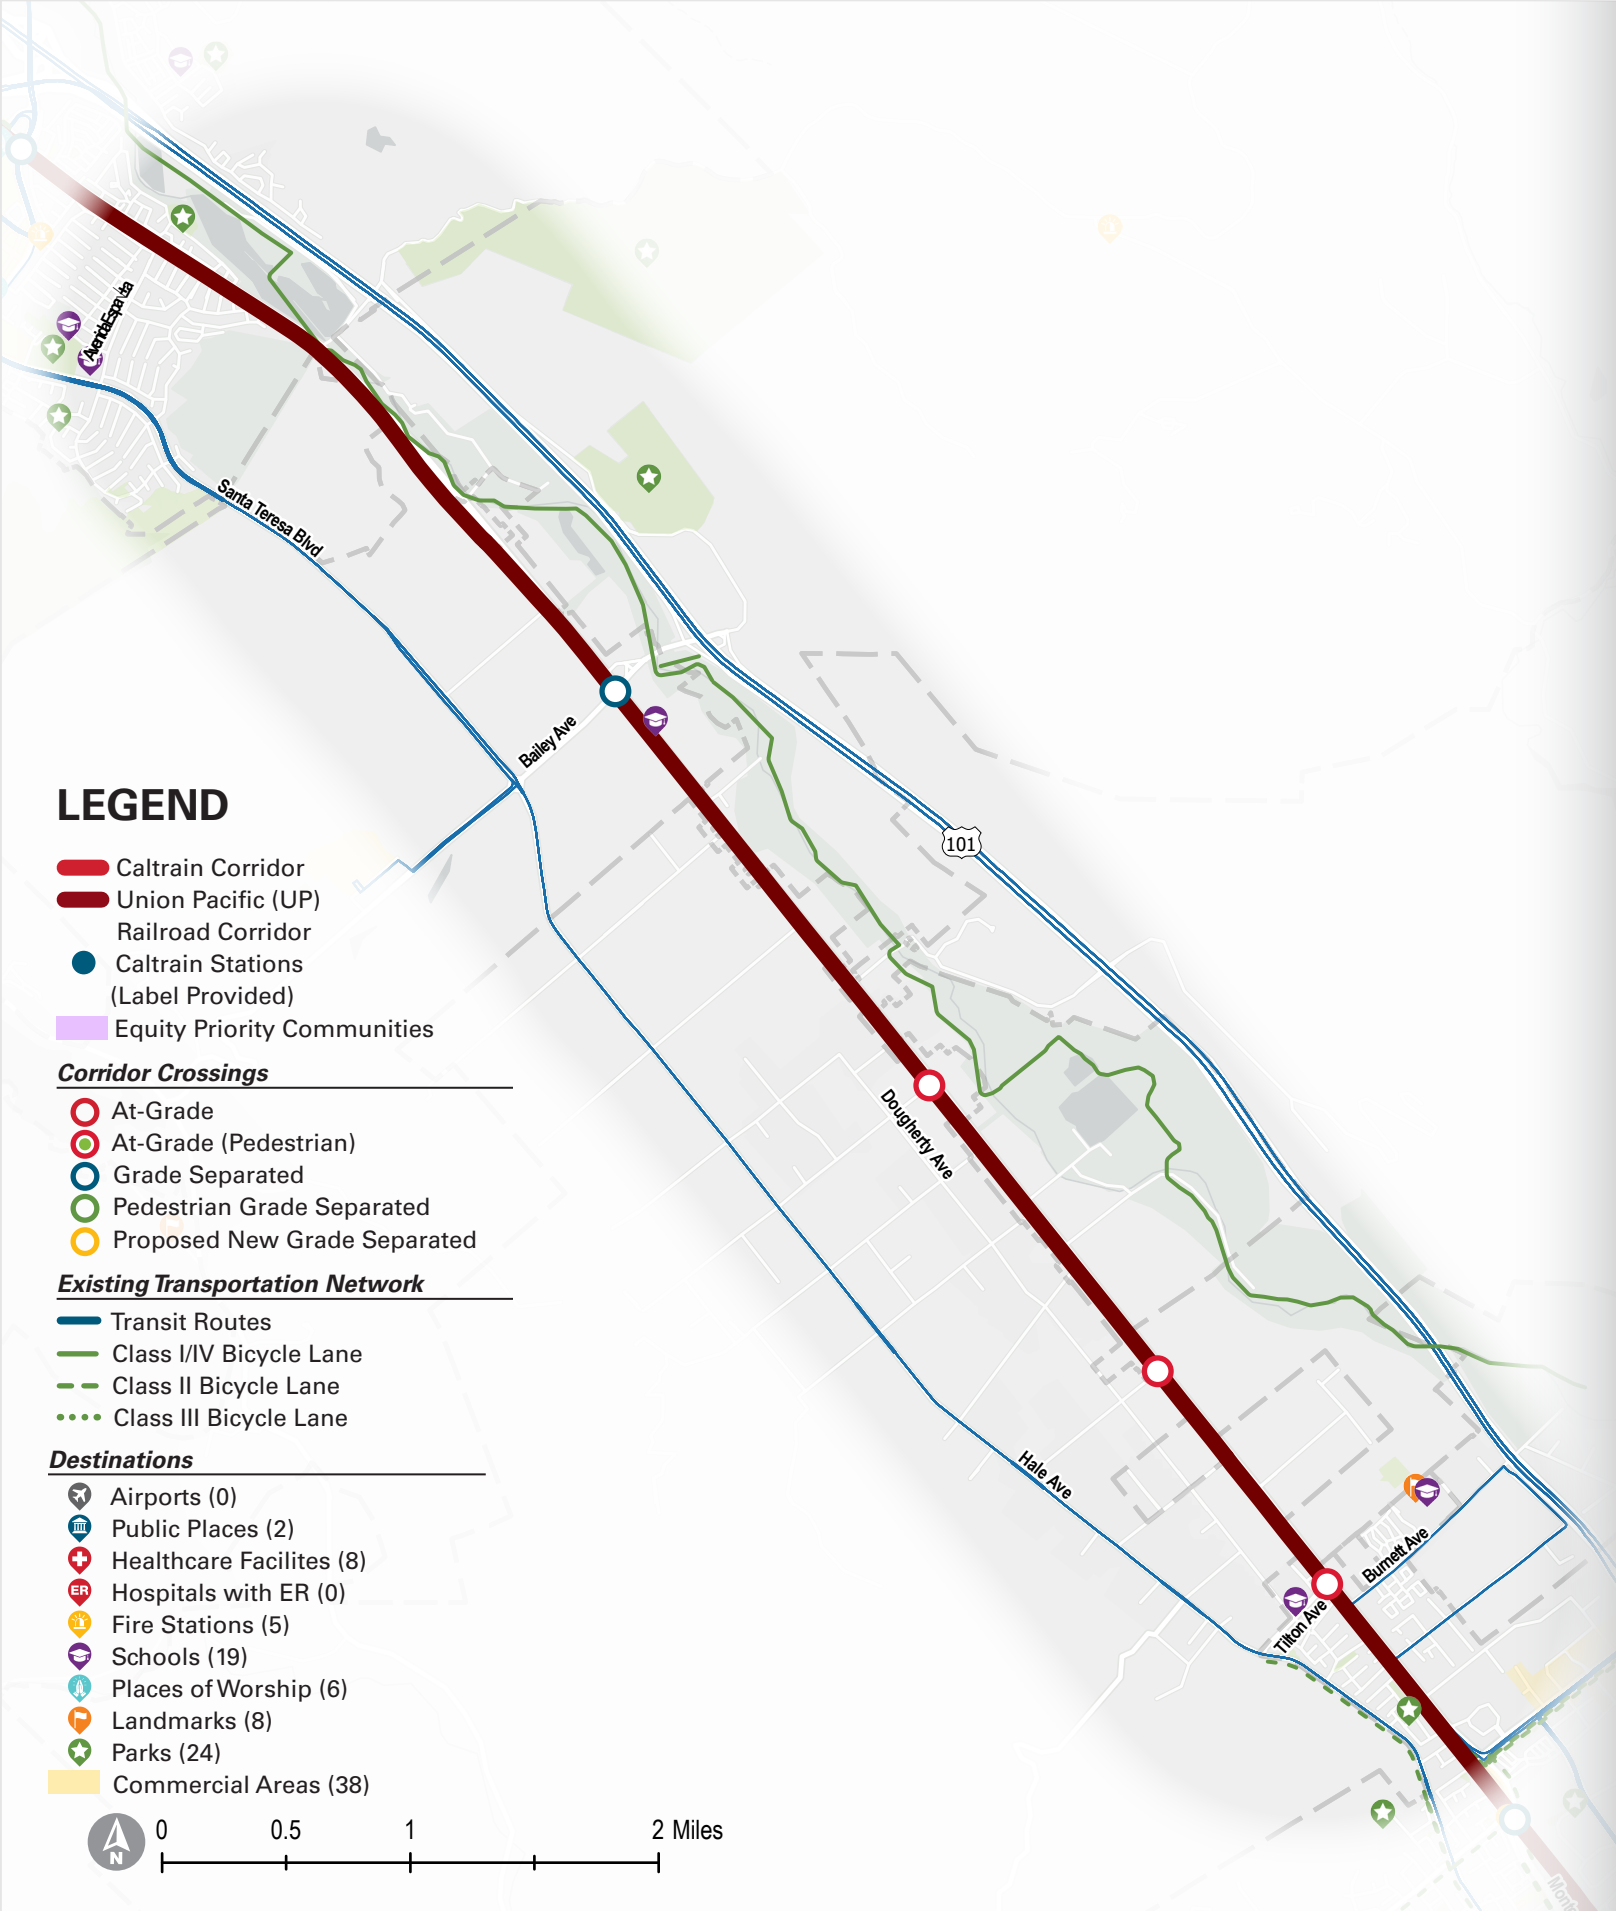 Avenida Espana
Santa Teresa Blvd
Bailey Ave
101
Dougherty Ave
Hale Ave
Burnett Ave
Tilton Ave
LEGEND
Caltrain Corridor
Union Pacific (UP)
Railroad Corridor
Caltrain Stations
(Label Provided)
Equity Priority Communities
Corridor Crossings
At-Grade
At-Grade (Pedestrian)
Grade Separated
Pedestrian Grade Separated
Proposed New Grade Separated
Existing Transportation Network
Transit Routes
Class I/IV Bicycle Lane
Class II Bicycle Lane
Class III Bicycle Lane
Destinations
Airports (0)
Public Places (2)
Healthcare Facilites (8)
ER Hospitals with ER (0)
Fire Stations (5)
Schools (19)
Places of Worship (6)
Landmarks (8)
Parks (24)
Commercial Areas (38)
N
0 0.5 1 2 Miles